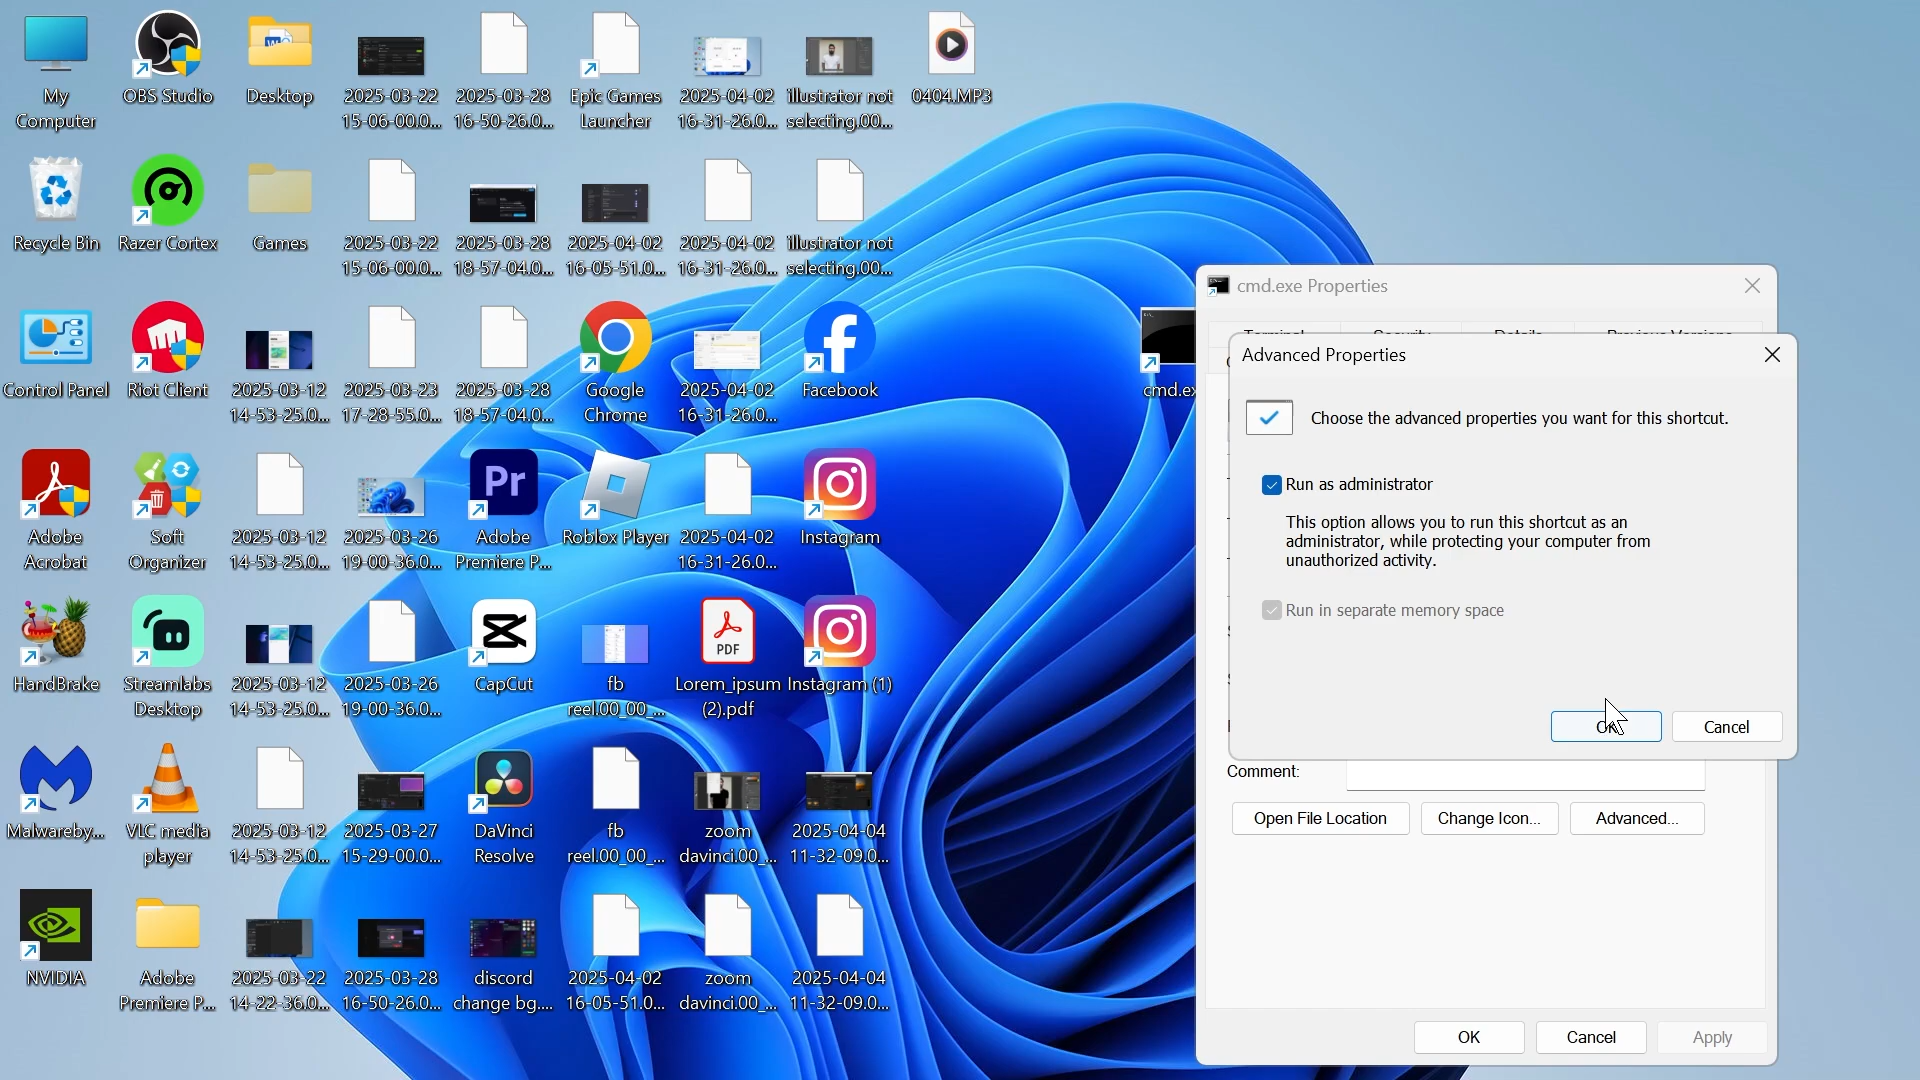 My
Computer
OBS Studio
Desktop
2025-03-22
15-06-00.0...
2025-03-28
16-50-26.0...
Epic Games
Launcher
2025-04-02
16-31-26.0...
illustrator not
selecting.00...
0404.MP3
Recycle Bin
Razer Cortex
Games
2025-03-22
15-06-00.0...
2025-03-28
18-57-04.0...
2025-04-02
16-05-51.0...
2025-04-02
16-31-26.0...
illustrator not
selecting.00...
Control Panel
Riot Client
2025-03-12
14-53-25.0...
2025-03-23
17-28-55.0...
2025-03-28
18-57-04.0...
Google
Chrome
2025-04-02
16-31-26.0...
Facebook
cmd.ex
Adobe
Acrobat
Soft
Organizer
2025-03-12
14-53-25.0...
2025-03-26
19-00-36.0...
Pr
Adobe
Premiere P...
Roblox Player
2025-04-02
16-31-26.0...
Instagram
HandBrake
Streamlabs
Desktop
2025-03-12
14-53-25.0...
2025-03-26
19-00-36.0...
CapCut
fb
reel.00_00_...
PDF
Lorem_ipsum
(2).pdf
Instagram (1)
Malwareby...
VLC media
player
2025-03-12
14-53-25.0...
2025-03-27
15-29-00.0...
DaVinci
Resolve
fb
reel.00_00_...
zoom
davinci.00_...
2025-04-04
11-32-09.0...
NVIDIA
Adobe
Premiere P...
2025-03-22
14-22-36.0...
2025-03-28
16-50-26.0...
discord
change bg....
2025-04-02
16-05-51.0...
zoom
davinci.00_...
2025-04-04
11-32-09.0...
cmd.exe Properties
Terminal Security Details Previous Versions
Advanced Properties
Choose the advanced properties you want for this shortcut.
Run as administrator
This option allows you to run this shortcut as an
administrator, while protecting your computer from
unauthorized activity.
Run in separate memory space
OK Cancel
Comment:
Open File Location Change Icon... Advanced...
OK Cancel Apply